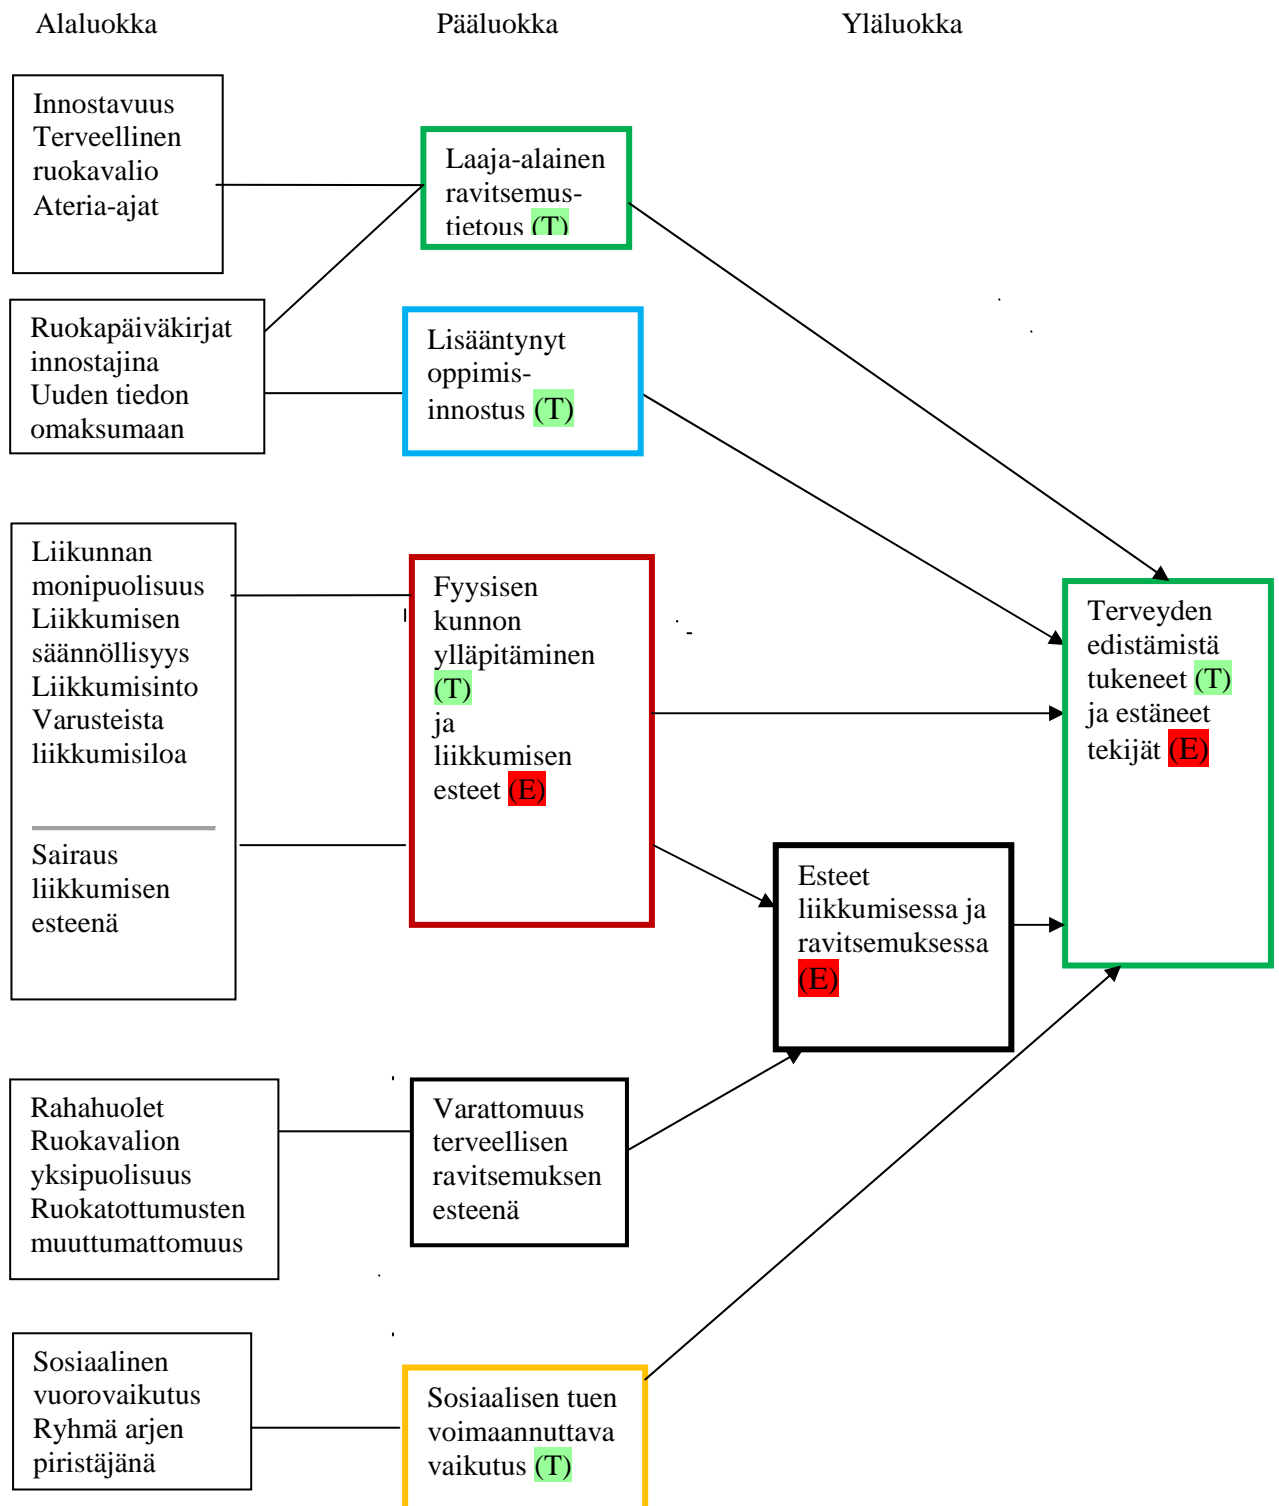 Alaluokka
Pääluokka
Yläluokka
Innostavuus
Terveellinen
ruokavalio
Ateria-ajat
Laaja-alainen
ravitsemus-
tietous (T)
Ruokapäiväkirjat
innostajina
Uuden tiedon
omaksumaan
Lisääntynyt
oppimis-
innostus (T)
Liikunnan
monipuolisuus
Liikkumisen
säännöllisyys
Liikkumisinto
Varusteista
liikkumisiloa
Sairaus
liikkumisen
esteenä
Fyysisen
kunnon
ylläpitäminen
(T)
ja
liikkumisen
esteet (E)
Terveyden
edistämistä
tukeneet (T)
ja estäneet
tekijät (E)
Esteet
liikkumisessa ja
ravitsemuksessa
(E)
Rahahuolet
Ruokavalion
yksipuolisuus
Ruokatottumusten
muuttumattomuus
Varattomuus
terveellisen
ravitsemuksen
esteenä
Sosiaalinen
vuorovaikutus
Ryhmä arjen
piristäjänä
Sosiaalisen tuen
voimaannuttava
vaikutus (T)